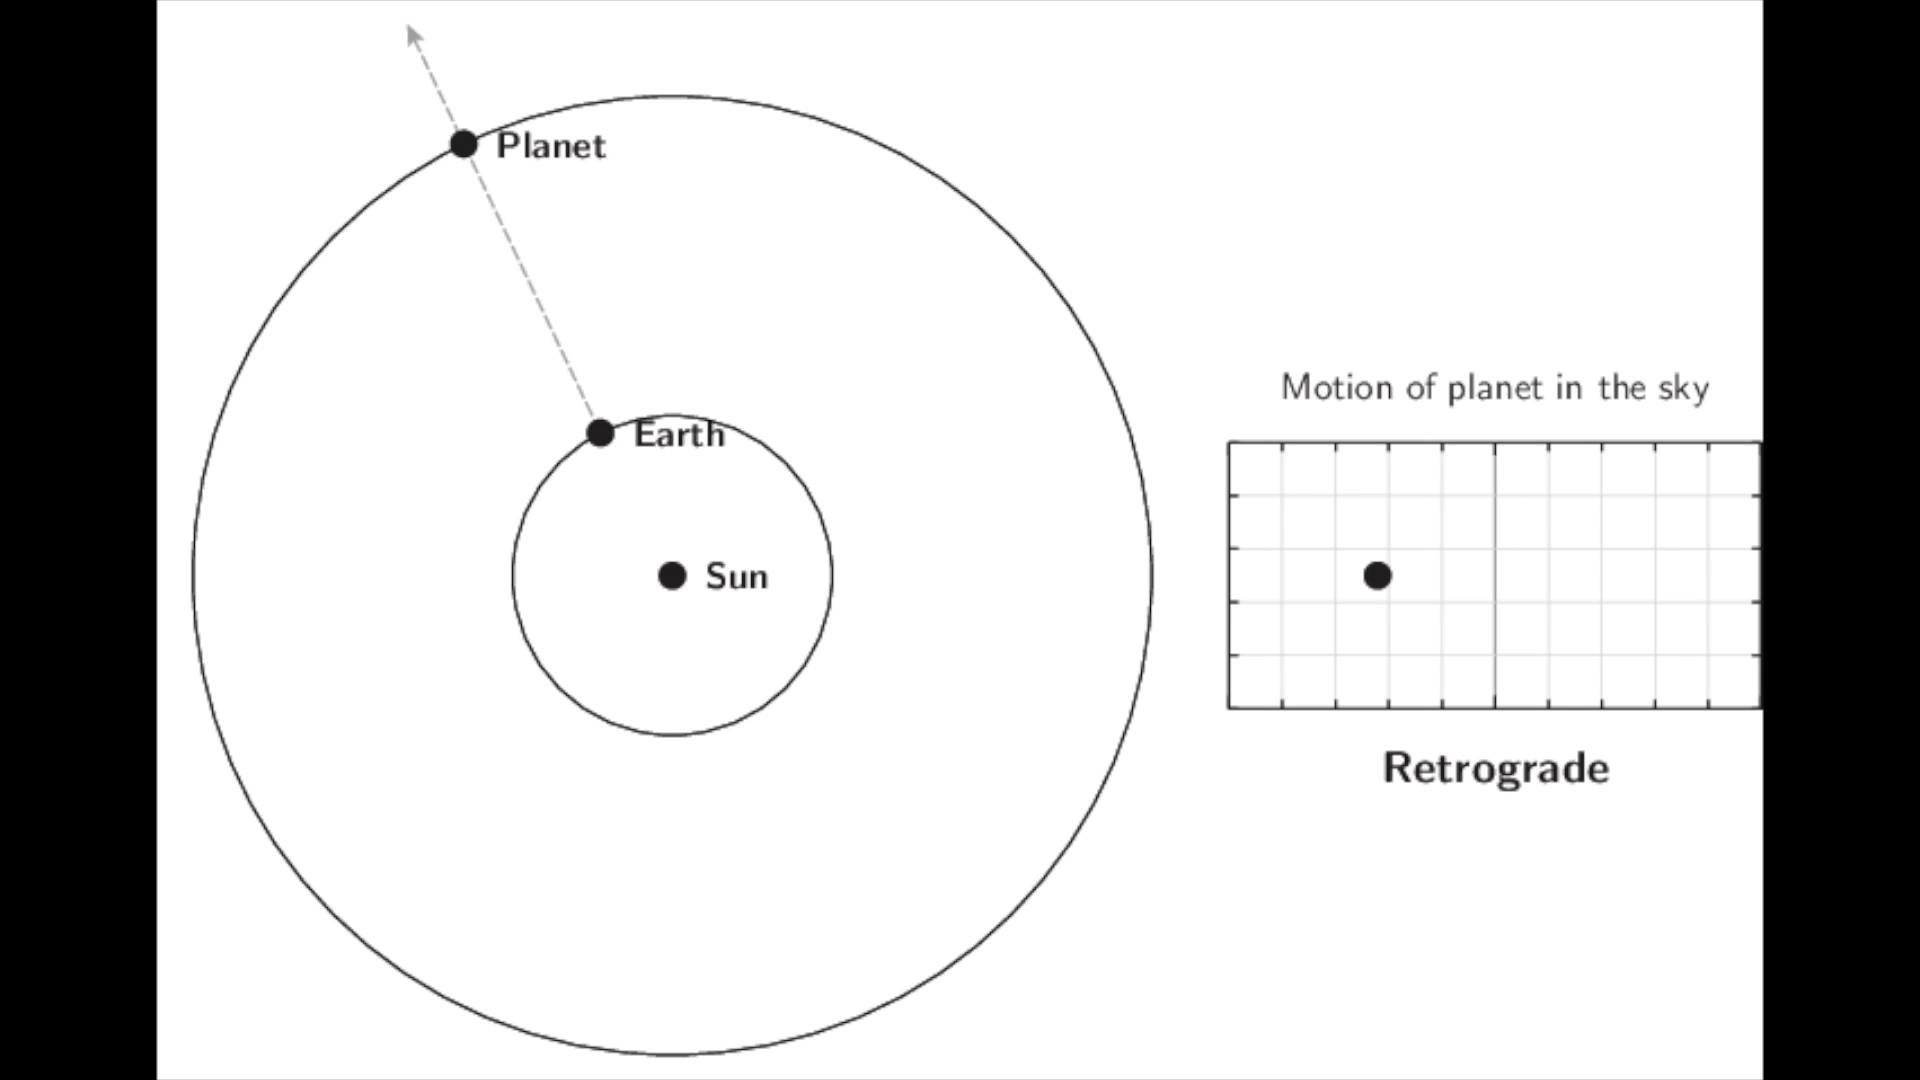 Planet
Earth
Sun
Motion of planet in the sky
Retrograde